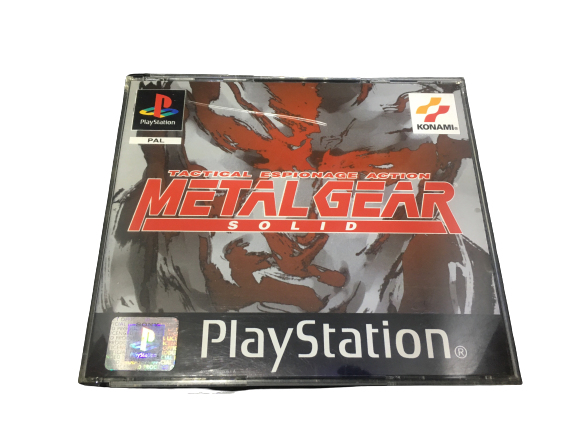 PlayStation
PAL
KONAMI
TACTICAL ESPIONAGE ACTION
METAL GEAR
SOLID
PlayStation®